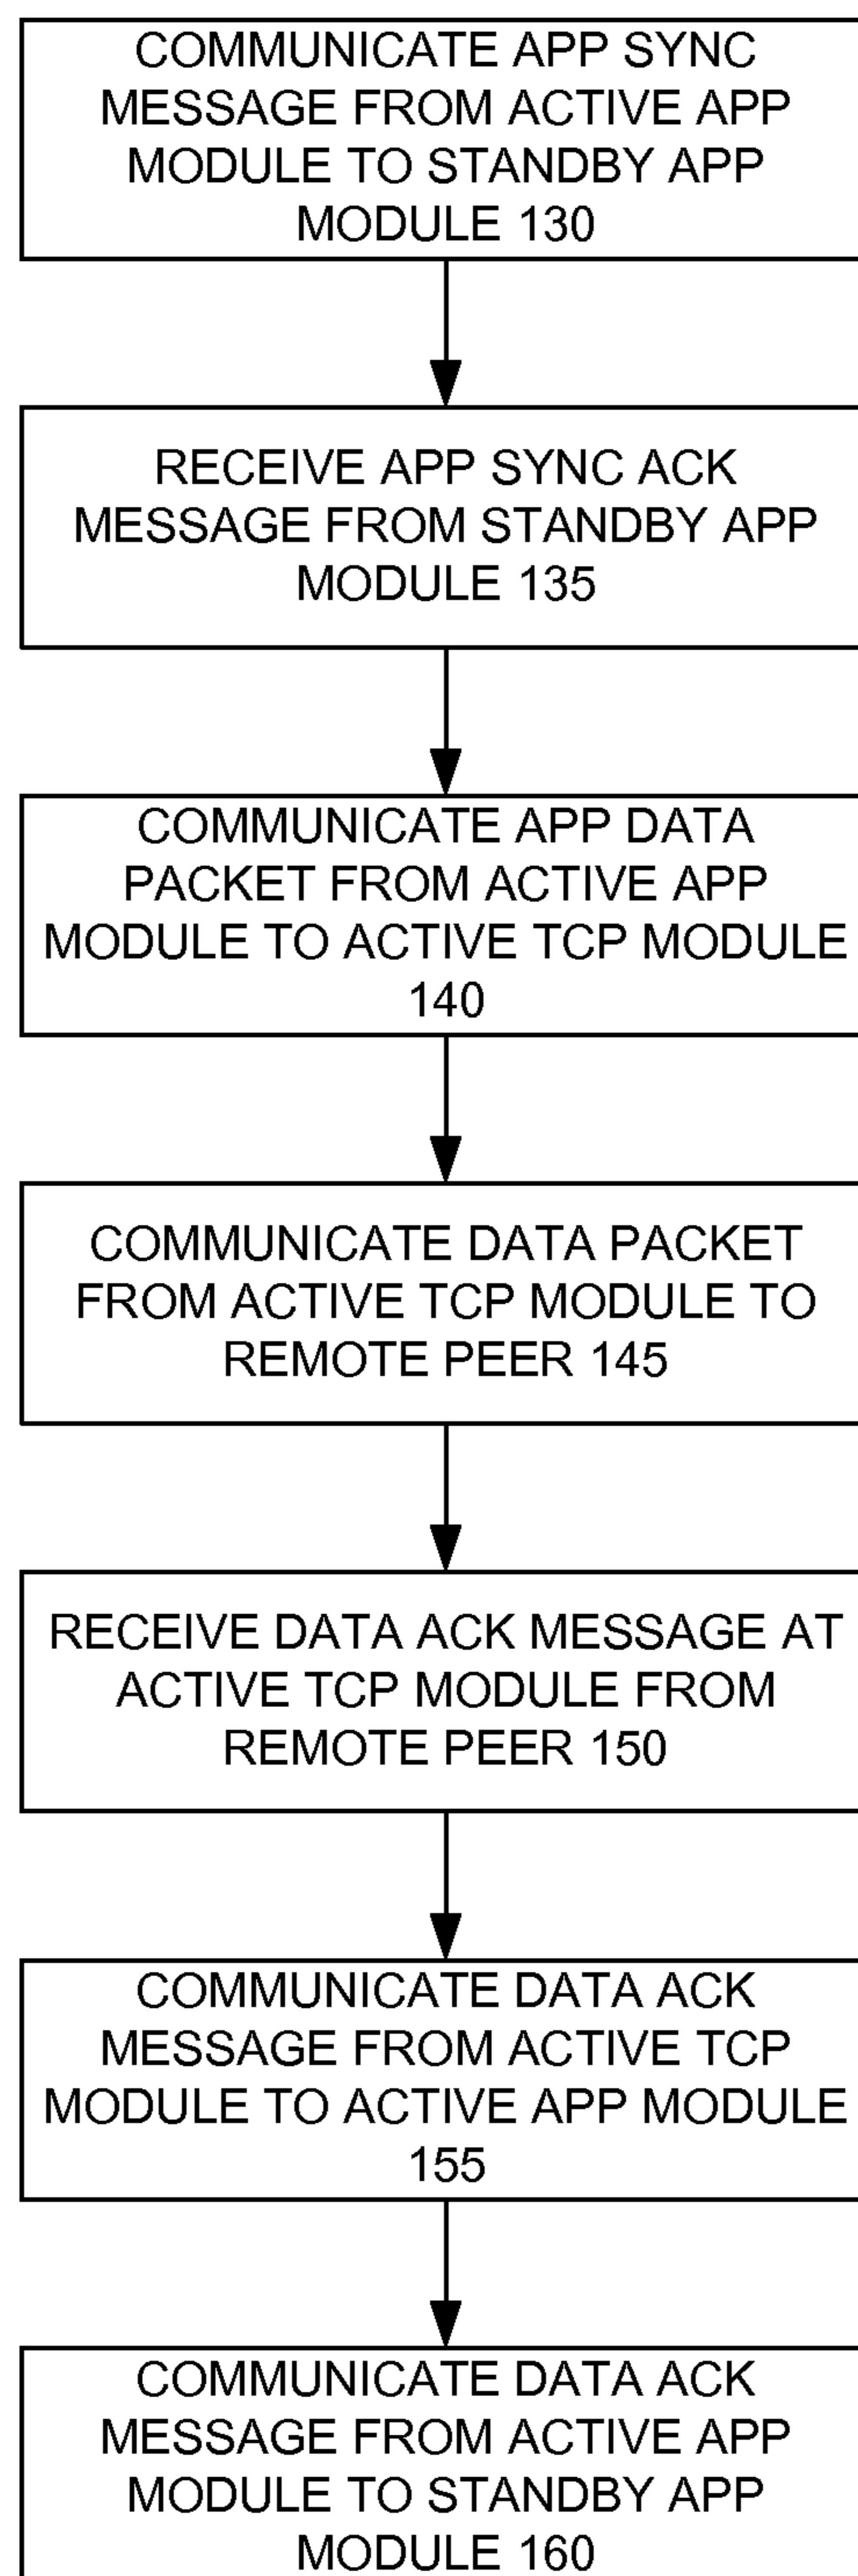 COMMUNICATE APP SYNC
MESSAGE FROM ACTIVE APP
MODULE TO STANDBY APP
MODULE 130
RECEIVE APP SYNC ACK
MESSAGE FROM STANDBY APP
MODULE 135
COMMUNICATE APP DATA
PACKET FROM ACTIVE APP
MODULE TO ACTIVE TCP MODULE
140
COMMUNICATE DATA PACKET
FROM ACTIVE TCP MODULE TO
REMOTE PEER 145
RECEIVE DATA ACK MESSAGE AT
ACTIVE TCP MODULE FROM
REMOTE PEER 150
COMMUNICATE DATA ACK
MESSAGE FROM ACTIVE TCP
MODULE TO ACTIVE APP MODULE
155
COMMUNICATE DATA ACK
MESSAGE FROM ACTIVE APP
MODULE TO STANDBY APP
MODULE 160